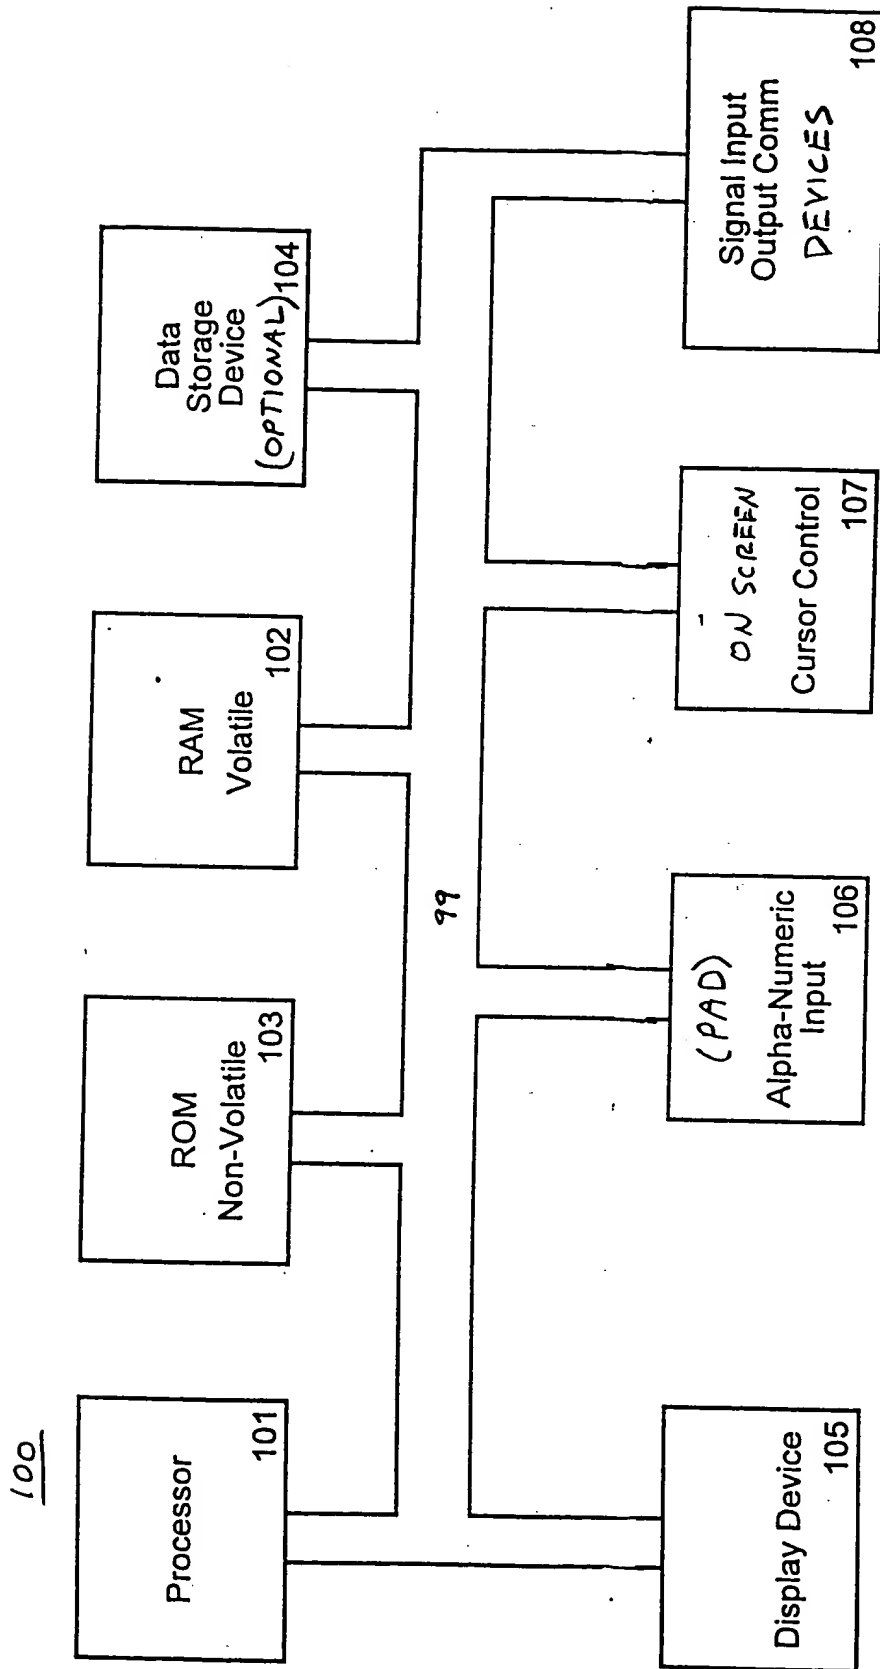 100
Processor
101
ROM
Non-Volatile
103
RAM
Volatile
102
Data
Storage
Device
(OPTIONAL)
104
99
Display Device
105
(PAD)
Alpha-Numeric
Input
106
ON SCREEN
Cursor Control
107
Signal Input
Output Comm
DEVICES
108